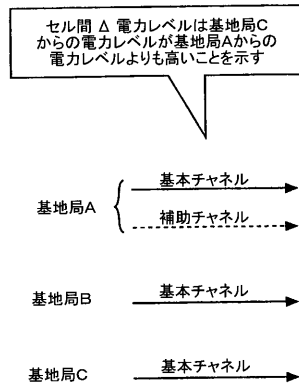 セル間 Δ 電力レベルは基地局C
からの電力レベルが基地局Aからの
電力レベルよりも高いことを示す
基本チャネル
基地局A
補助チャネル
基地局B
基本チャネル
基地局C
基本チャネル